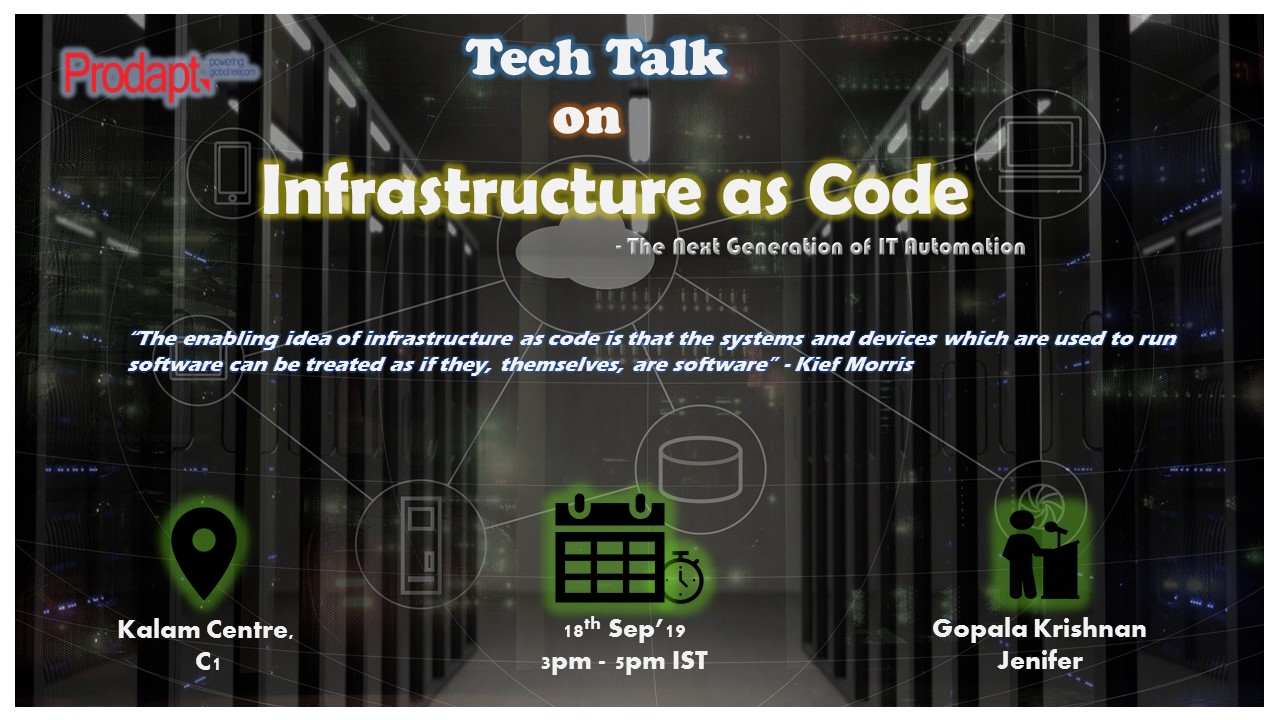 Prodapt
powering
global telecom
Tech Talk
on
Infrastructure as Code
- The Next Generation of IT Automation
“The enabling idea of infrastructure as code is that the systems and devices which are used to run
software can be treated as if they, themselves, are software” - Kief Morris
Kalam Centre,
C1
18th Sep’19
3pm - 5pm IST
Gopala Krishnan
Jenifer